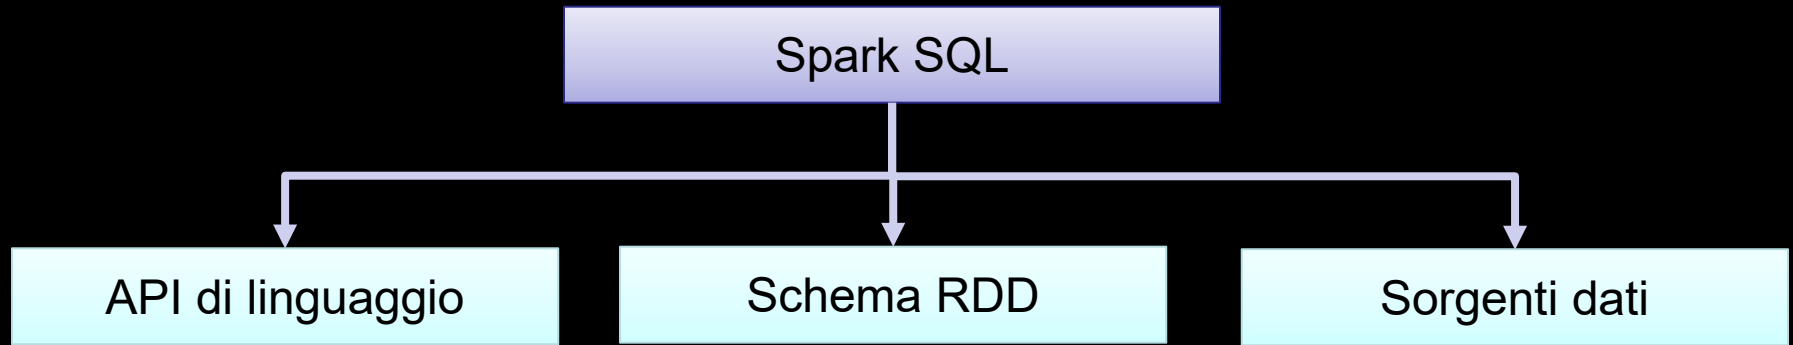 Spark SQL
API di linguaggio
Schema RDD
Sorgenti dati